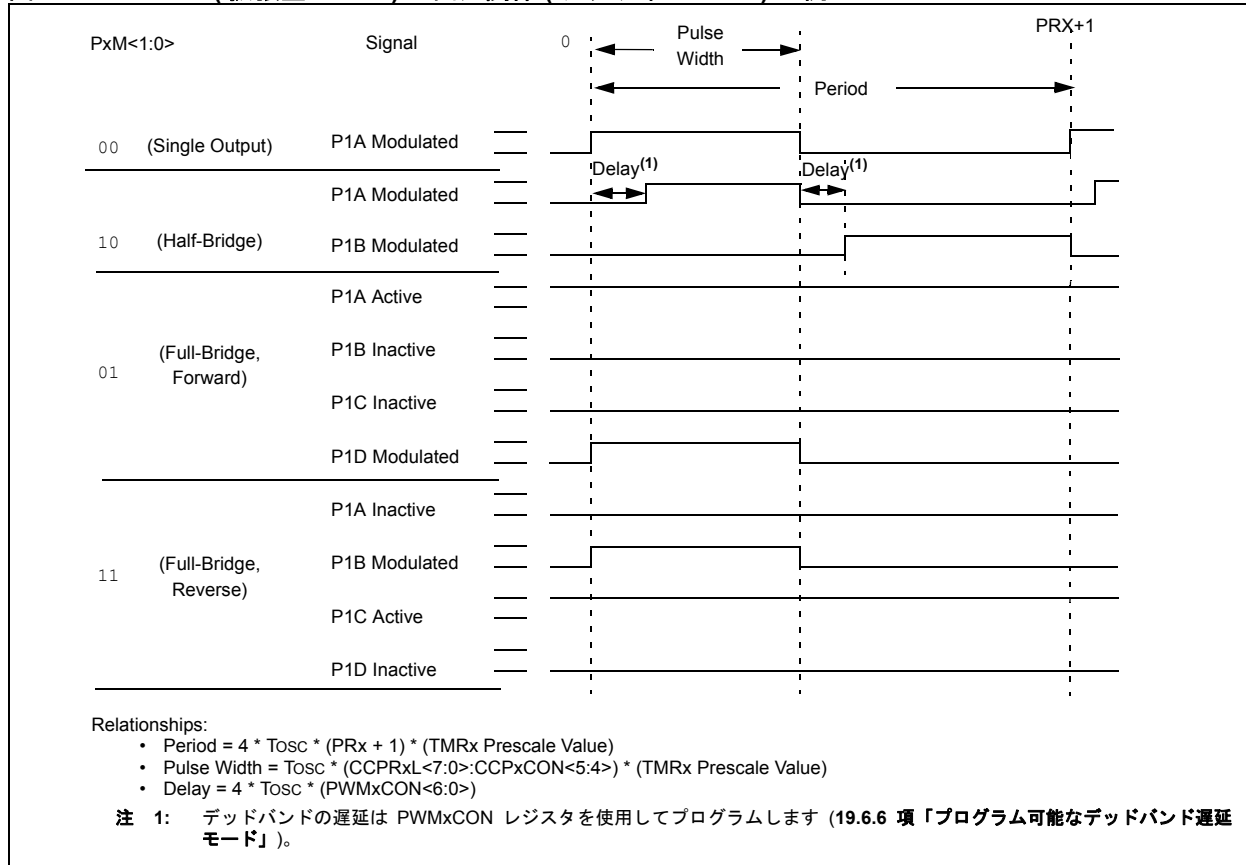 PxM<1:0>
Signal
0
Pulse
Width
PRX+1
Period
00
(Single Output)
P1A Modulated
Delay(1)
Delay(1)
P1A Modulated
10
(Half-Bridge)
P1B Modulated
P1A Active
(Full-Bridge,
Forward)
P1B Inactive
01
P1C Inactive
P1D Modulated
P1A Inactive
(Full-Bridge,
Reverse)
P1B Modulated
11
P1C Active
P1D Inactive
Relationships:
• Period = 4 * TOSC * (PRx + 1) * (TMRx Prescale Value)
• Pulse Width = TOSC * (CCPRxL<7:0>:CCPxCON<5:4>) * (TMRx Prescale Value)
• Delay = 4 * TOSC * (PWMxCON<6:0>)
注 1: デッドバンドの遅延は PWMxCON レジスタを使用してプログラムします (19.6.6 項「プログラム可能なデッドバンド遅延
モード」)。